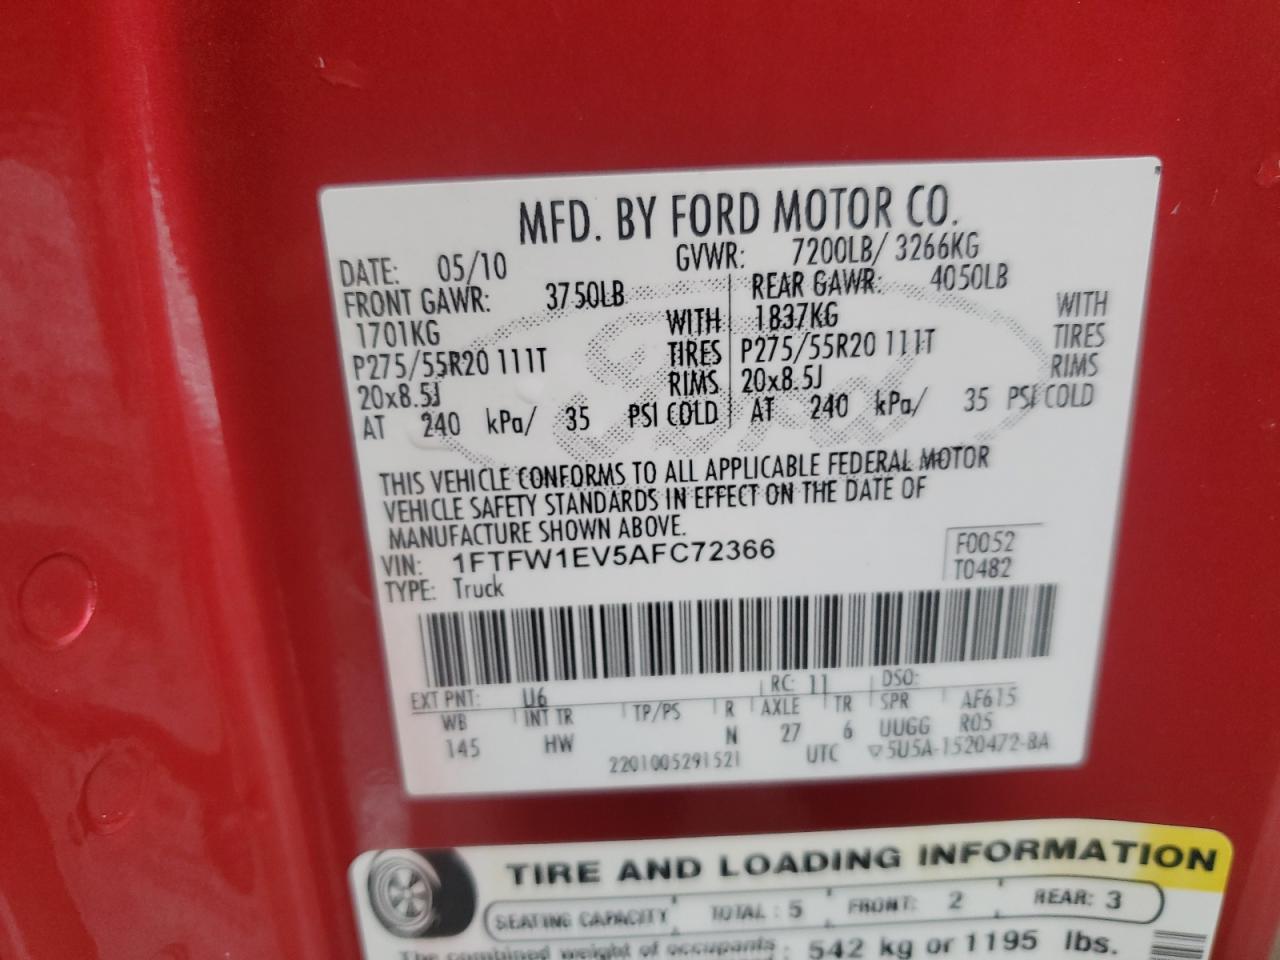 MFD. BY FORD MOTOR CO.
DATE: 05/10 GVWR: 7200LB/ 3266KG
FRONT GAWR: 3750LB REAR GAWR: 4050LB
1701KG WITH 1837KG WITH
P275/55R20 111T TIRES P275/55R20 111T TIRES
20x8.5J RIMS 20x8.5J RIMS
AT 240 kPa/ 35 PSI COLD AT 240 kPa/ 35 PSI COLD
Ford
THIS VEHICLE CONFORMS TO ALL APPLICABLE FEDERAL MOTOR
VEHICLE SAFETY STANDARDS IN EFFECT ON THE DATE OF
MANUFACTURE SHOWN ABOVE.
VIN: 1FTFW1EV5AFC72366 F0052
TYPE: Truck T0482
EXT PNT: U6 RC: 11 DSO:
WB INT TR TP/PS R AXLE TR SPR AF615
145 HW N 27 6 UUGG R05
2201005291521 UTC ▽5U5A-1520472-BA
TIRE AND LOADING INFORMATION
SEATING CAPACITY TOTAL : 5 FRONT: 2 REAR: 3
The combined weight of occupants 542 kg or 1195 lbs.